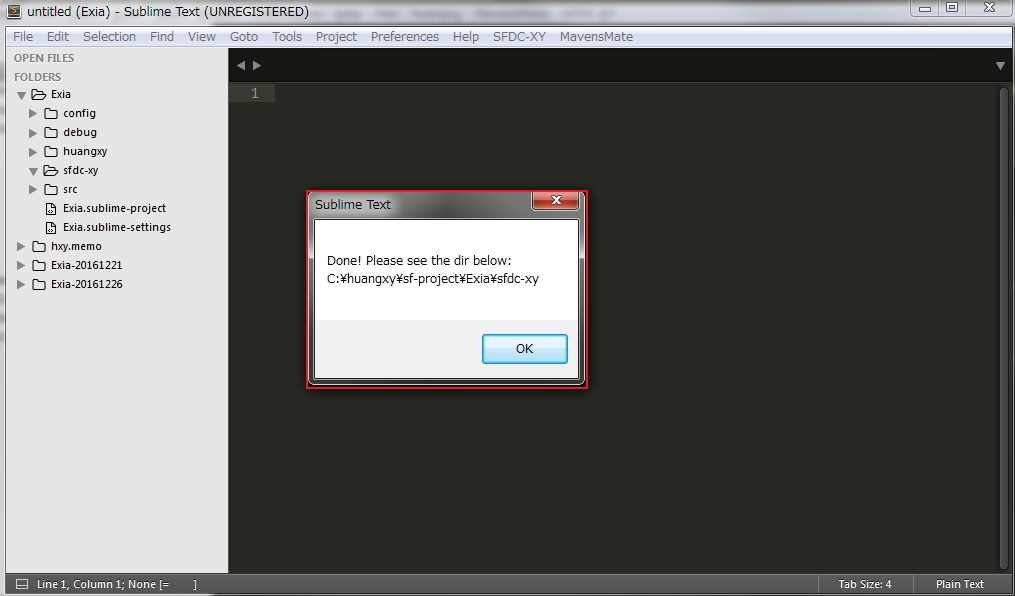 untitled (Exia) - Sublime Text (UNREGISTERED)
File Edit Selection Find View Goto Tools Project Preferences Help SFDC-XY MavensMate
OPEN FILES
FOLDERS
Exia
config
debug
huangxy
sfdc-xy
src
Exia.sublime-project
Exia.sublime-settings
hxy.memo
Exia-20161221
Exia-20161226
1
Sublime Text
Done! Please see the dir below:
C:¥huangxy¥sf-project¥Exia¥sfdc-xy
OK
Line 1, Column 1; None [= ]
Tab Size: 4
Plain Text